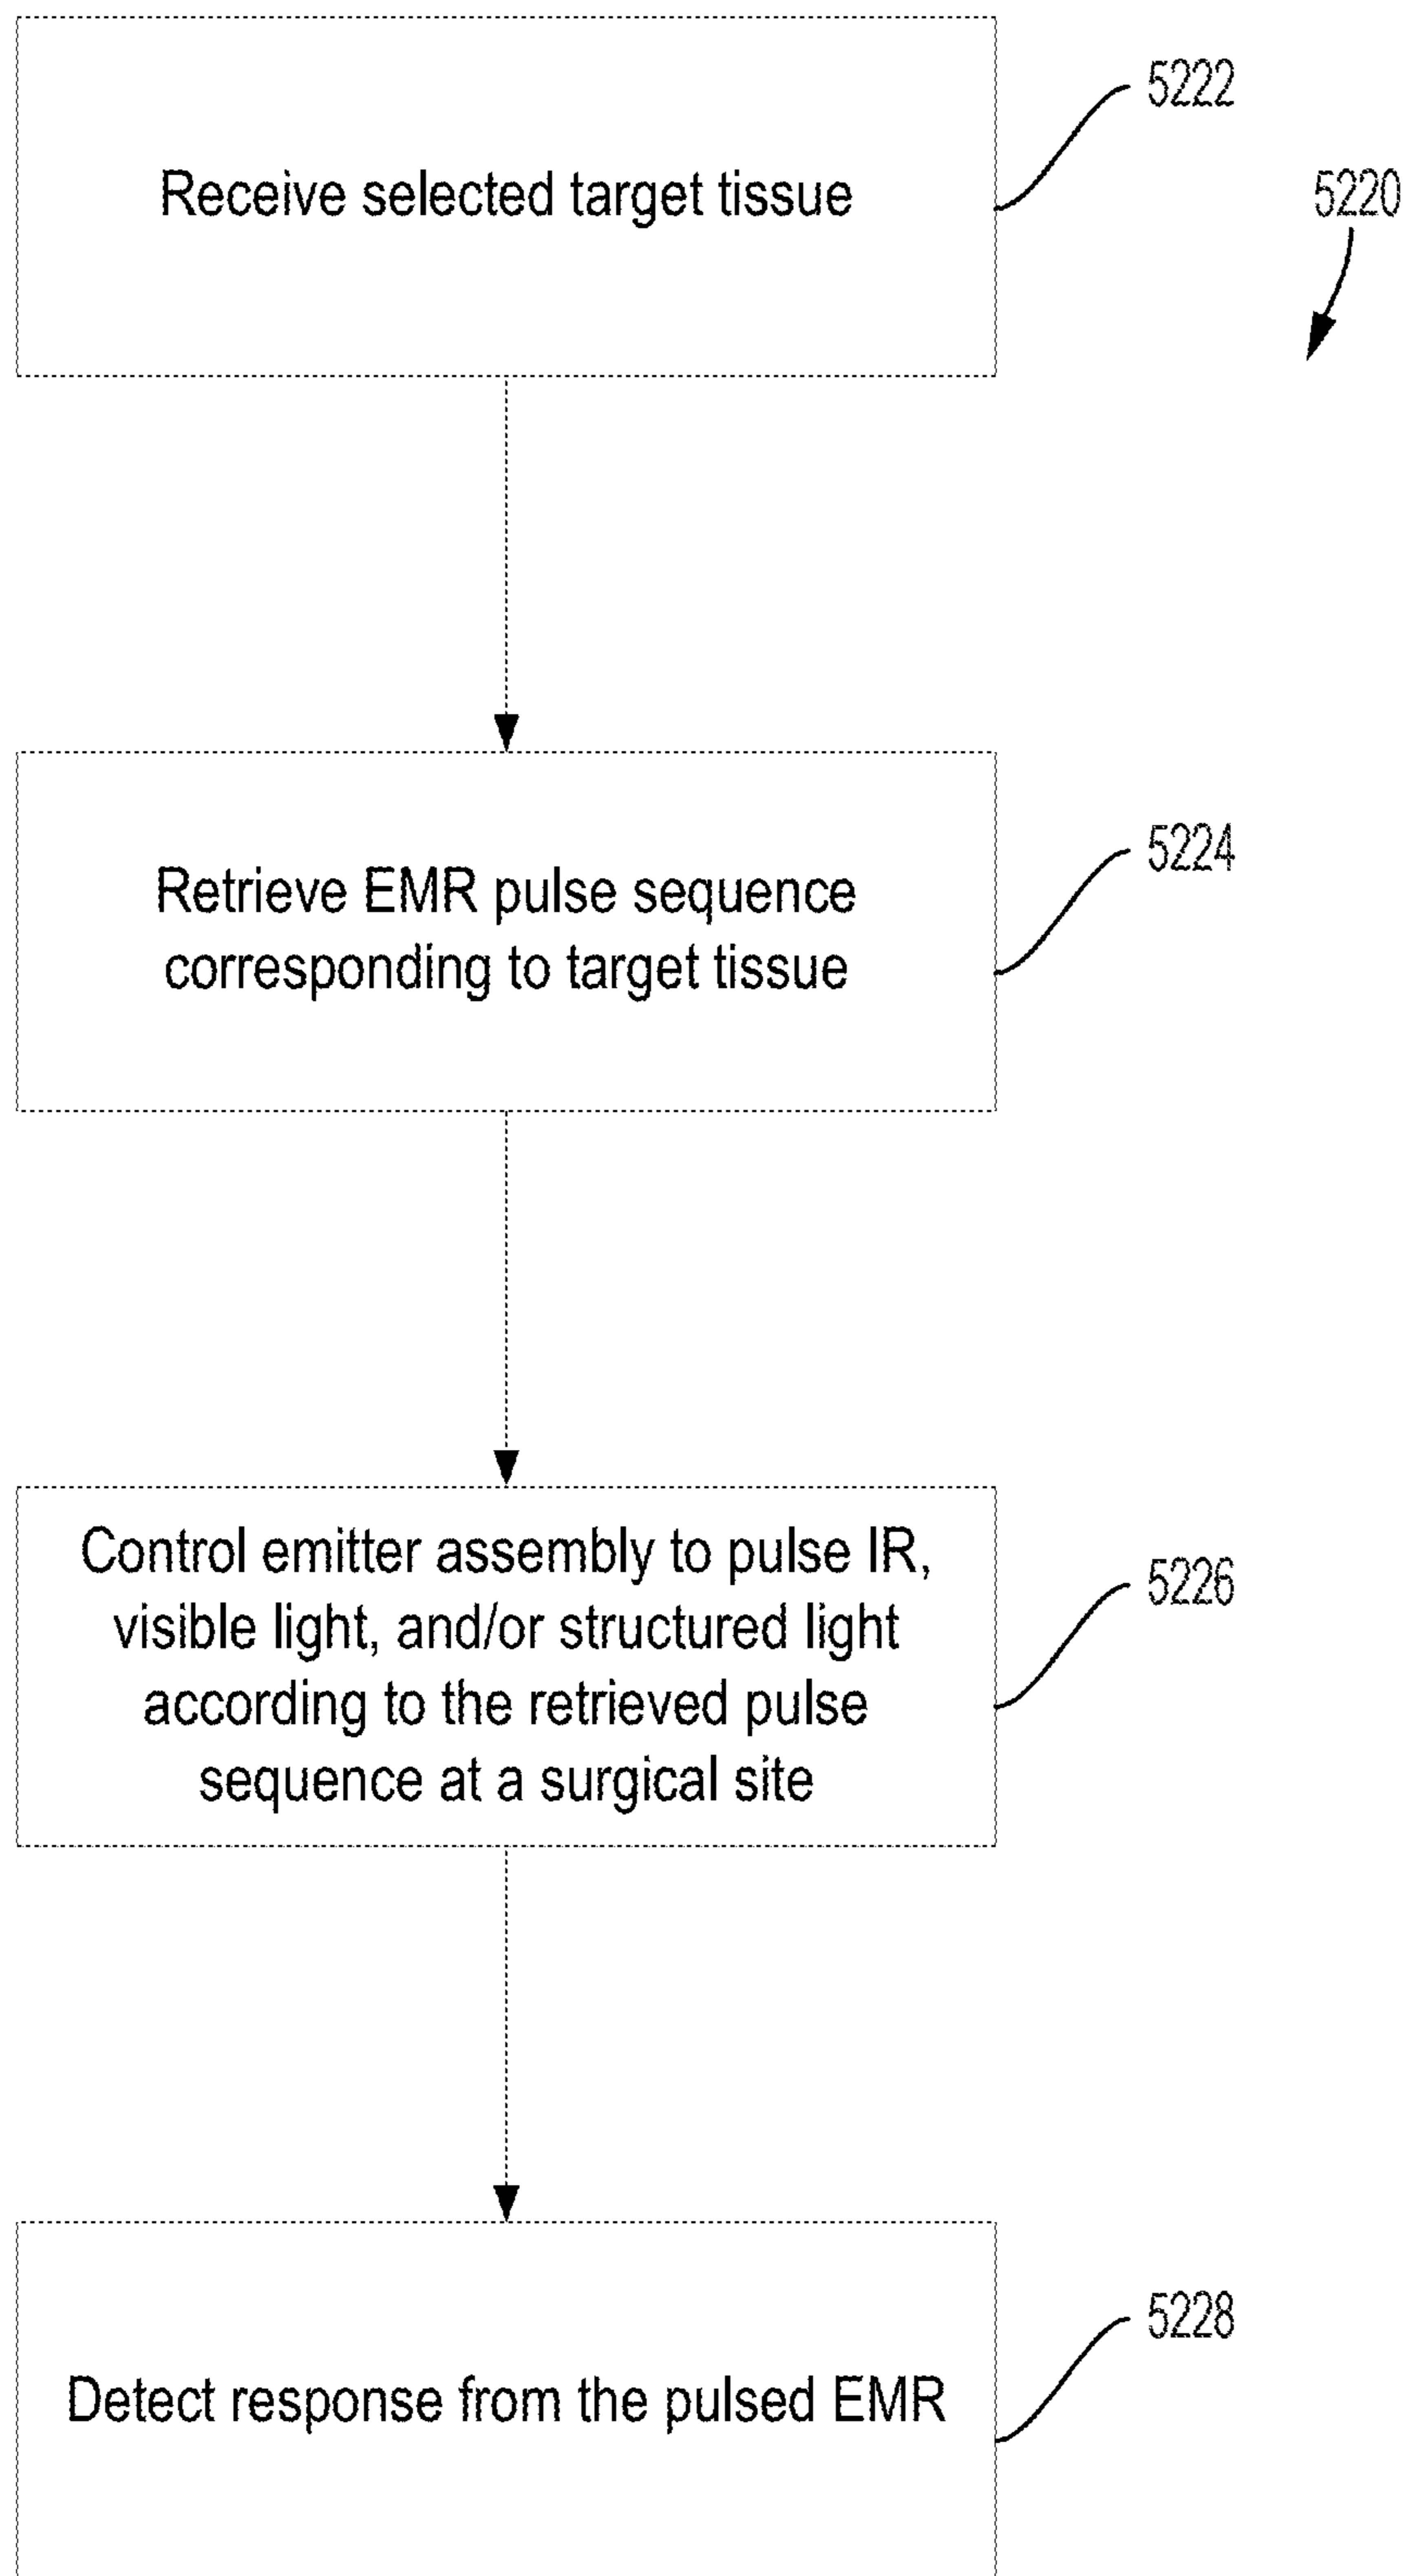 Receive selected target tissue
5222
5220
Retrieve EMR pulse sequence
corresponding to target tissue
5224
Control emitter assembly to pulse IR,
visible light, and/or structured light
according to the retrieved pulse
sequence at a surgical site
5226
Detect response from the pulsed EMR
5228